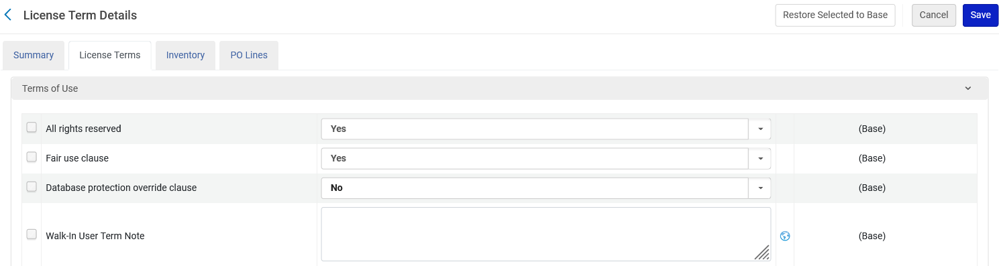 License Term Details Restore Selected to Base Cancel Save
Summary License Terms Inventory PO Lines
Terms of Use
All rights reserved Yes (Base)
Fair use clause Yes (Base)
Database protection override clause No (Base)
Walk-In User Term Note (Base)